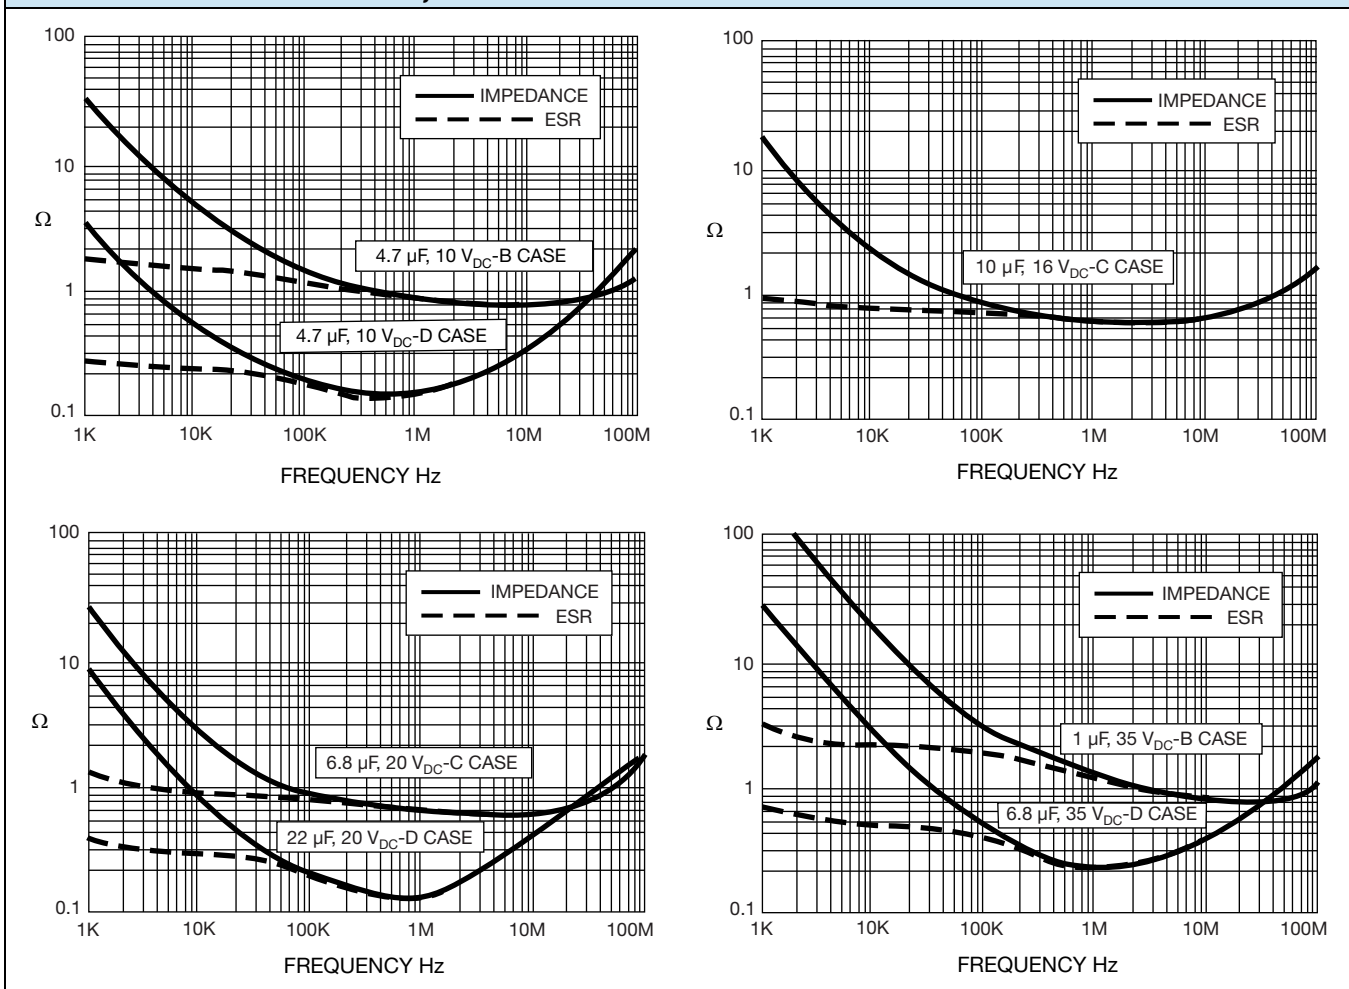 100
10
Ω
1
0.1
1K
10K
100K
1M
10M
100M
FREQUENCY Hz
IMPEDANCE
ESR
4.7 µF, 10 VDC-B CASE
4.7 µF, 10 VDC-D CASE
100
10
Ω
1
0.1
1K
10K
100K
1M
10M
100M
FREQUENCY Hz
IMPEDANCE
ESR
10 µF, 16 VDC-C CASE
100
10
Ω
1
0.1
1K
10K
100K
1M
10M
100M
FREQUENCY Hz
IMPEDANCE
ESR
6.8 µF, 20 VDC-C CASE
22 µF, 20 VDC-D CASE
100
10
Ω
1
0.1
1K
10K
100K
1M
10M
100M
FREQUENCY Hz
IMPEDANCE
ESR
1 µF, 35 VDC-B CASE
6.8 µF, 35 VDC-D CASE